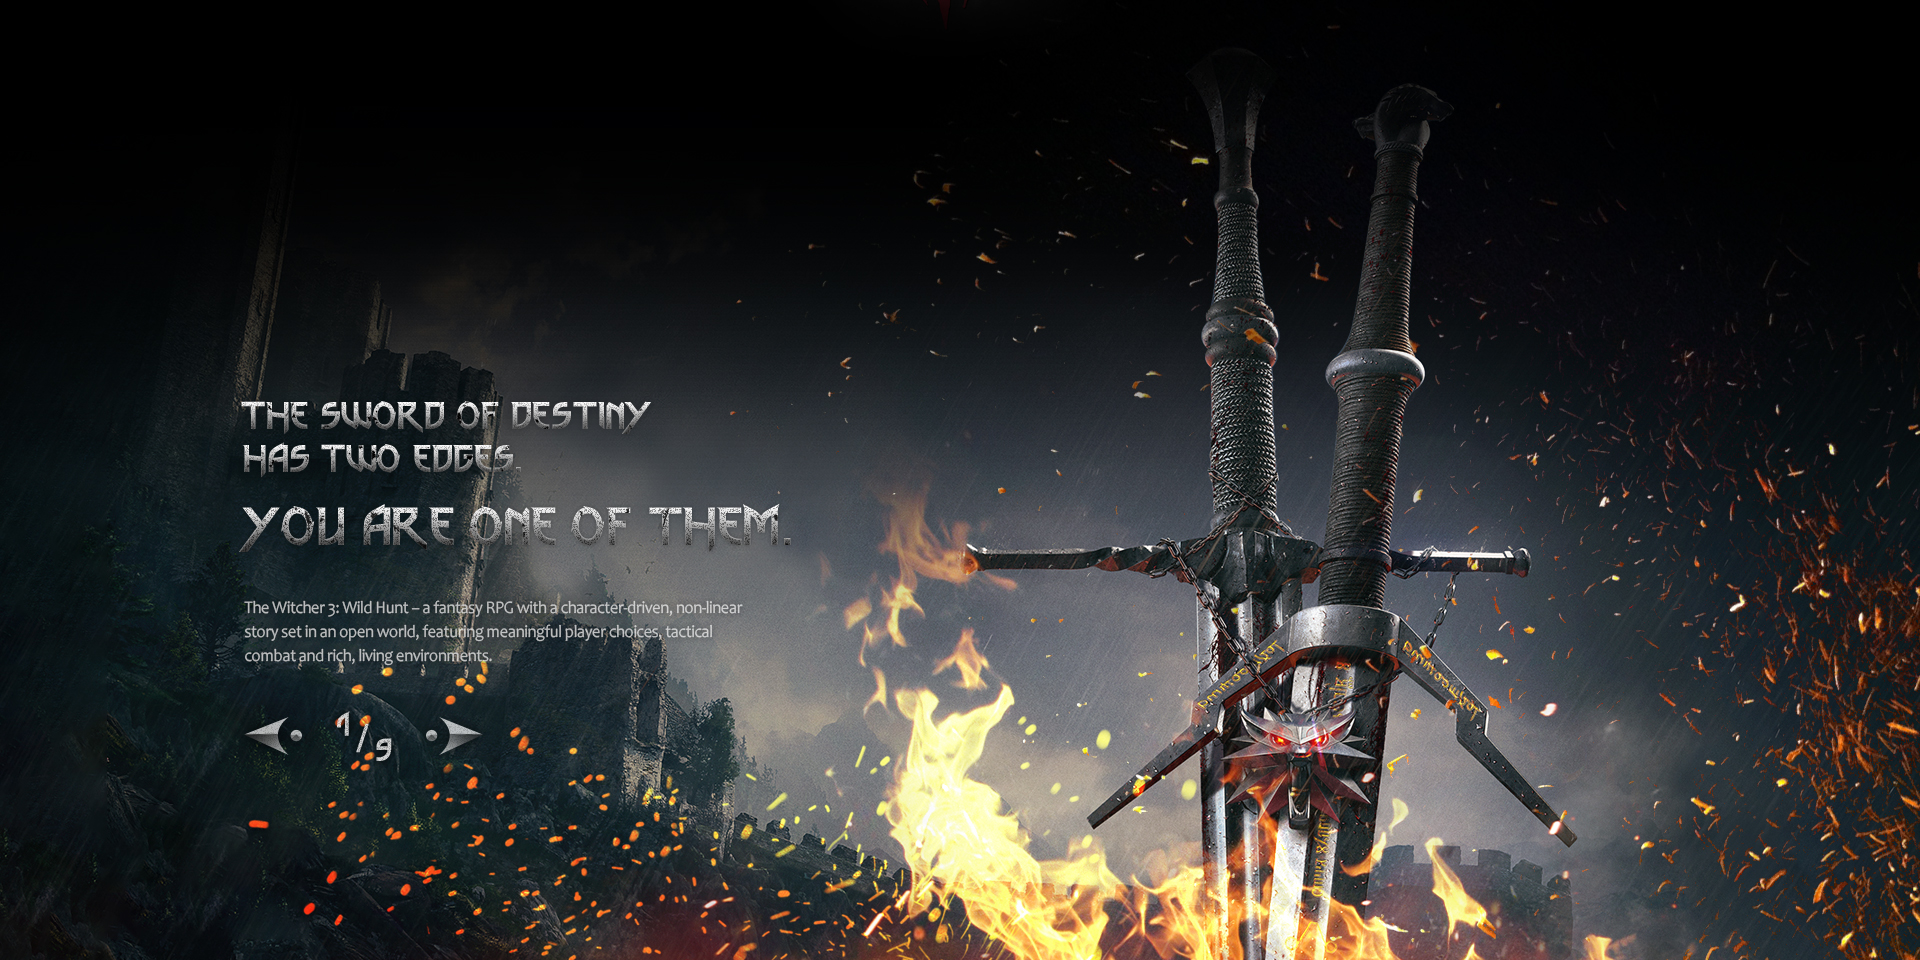 THE SWORD OF DESTINY
HAS TWO EDGES.
YOU ARE ONE OF THEM.
The Witcher 3: Wild Hunt – a fantasy RPG with a character-driven, non-linear
story set in an open world, featuring meaningful player choices, tactical
combat and rich, living environments.
1/9